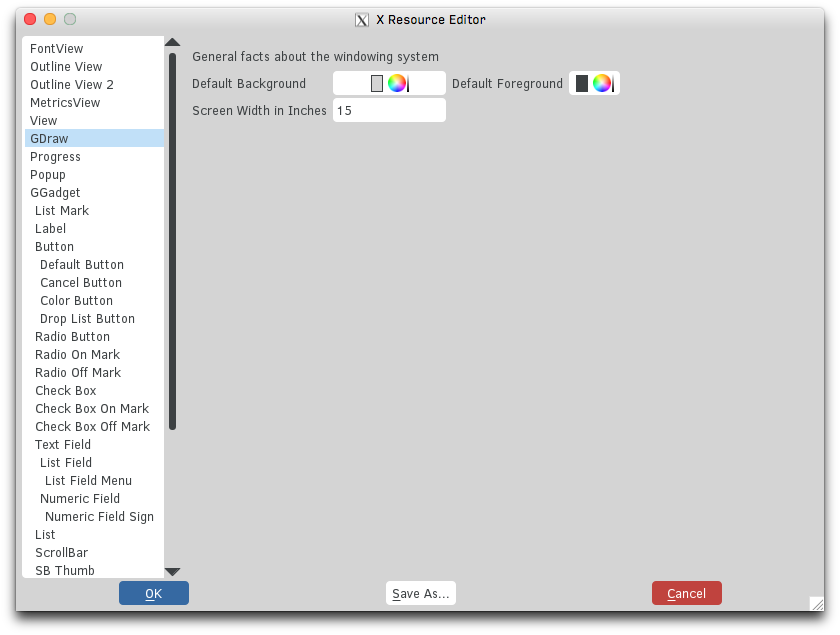 X Resource Editor
FontView
Outline View
Outline View 2
MetricsView
View
GDraw
Progress
Popup
GGadget
List Mark
Label
Button
Default Button
Cancel Button
Color Button
Drop List Button
Radio Button
Radio On Mark
Radio Off Mark
Check Box
Check Box On Mark
Check Box Off Mark
Text Field
List Field
List Field Menu
Numeric Field
Numeric Field Sign
List
ScrollBar
SB Thumb
General facts about the windowing system
Default Background Default Foreground
Screen Width in Inches 15
OK Save As... Cancel